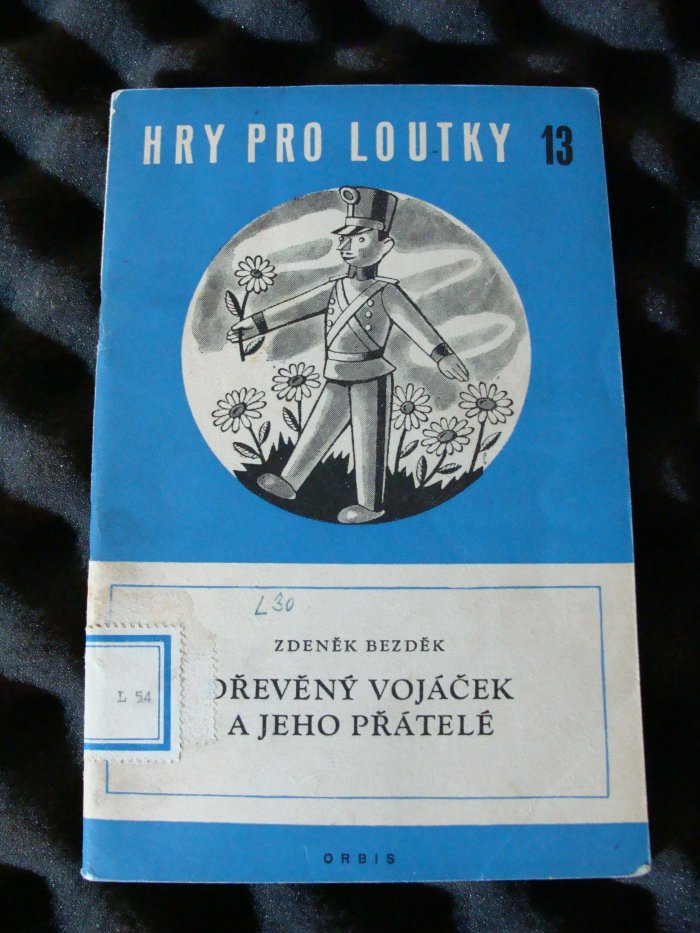 HRY PRO LOUTKY 13
L30
ZDENĚK BEZDĚK
DŘEVĚNÝ VOJÁČEK
A JEHO PŘÁTELÉ
L 54
ORBIS